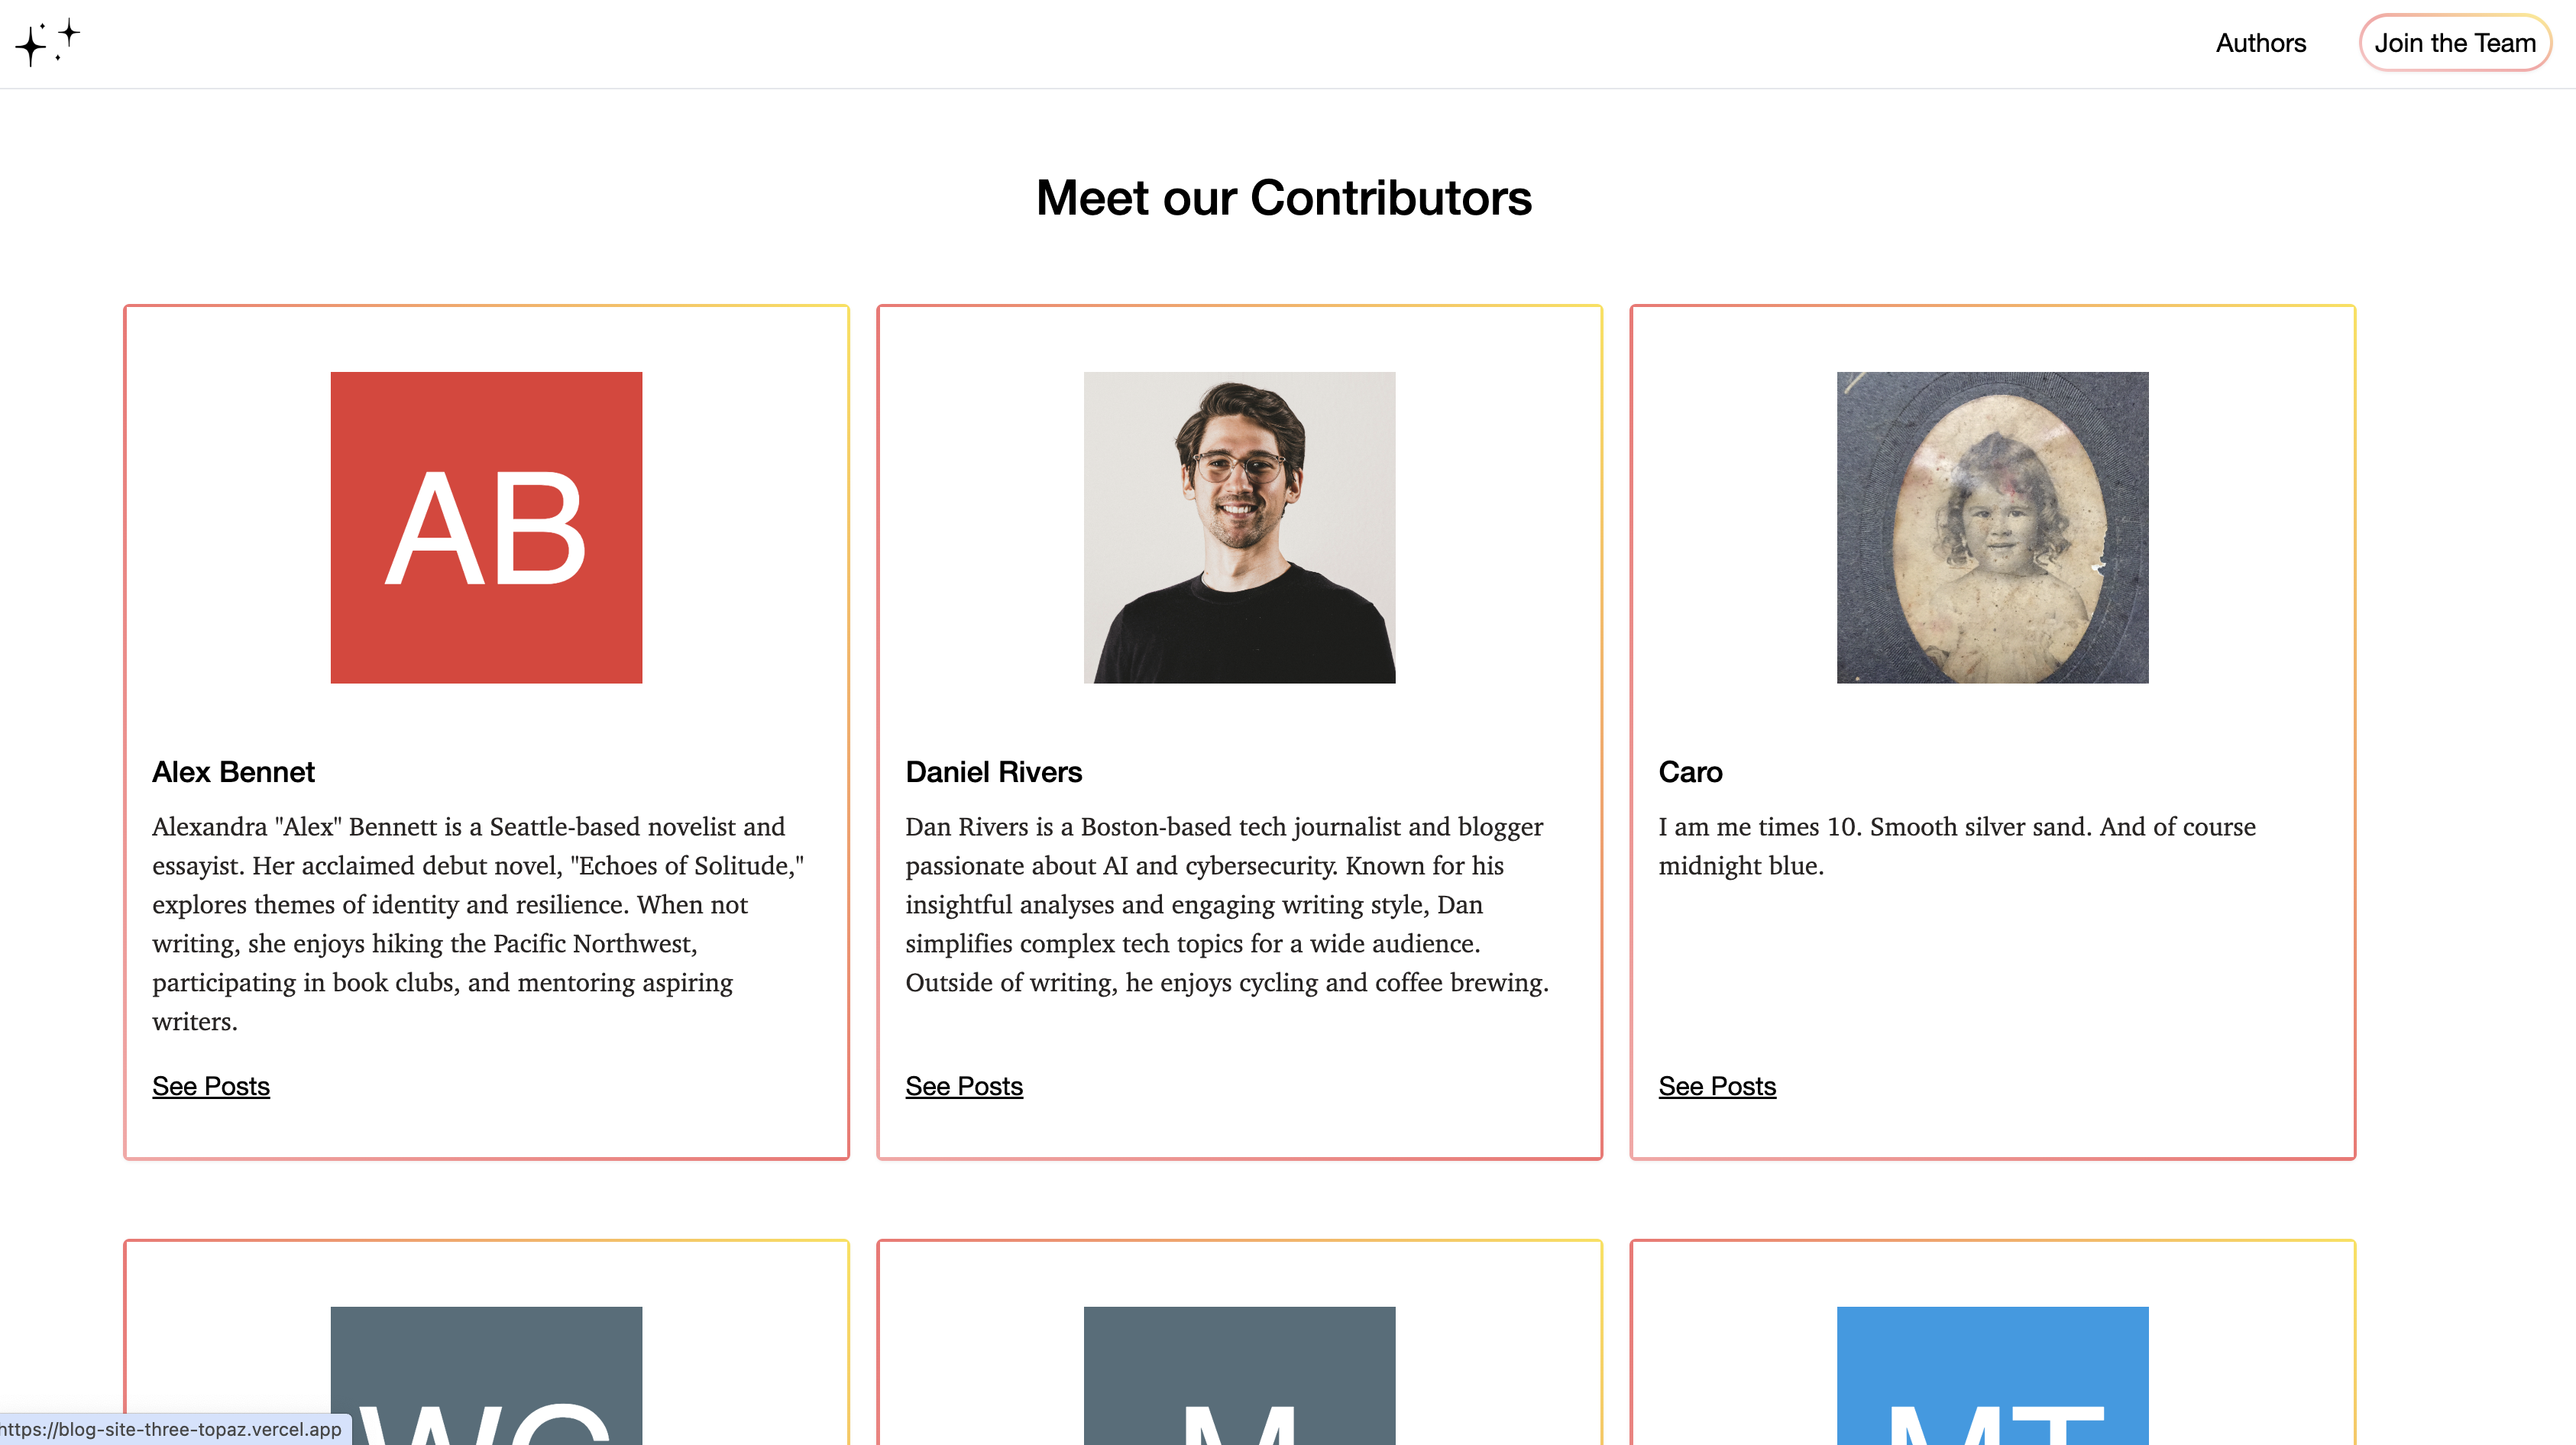 Authors
Join the Team
Meet our Contributors
AB
Alex Bennet
Alexandra "Alex" Bennett is a Seattle-based novelist and
essayist. Her acclaimed debut novel, "Echoes of Solitude,"
explores themes of identity and resilience. When not
writing, she enjoys hiking the Pacific Northwest,
participating in book clubs, and mentoring aspiring
writers.
See Posts
Daniel Rivers
Dan Rivers is a Boston-based tech journalist and blogger
passionate about AI and cybersecurity. Known for his
insightful analyses and engaging writing style, Dan
simplifies complex tech topics for a wide audience.
Outside of writing, he enjoys cycling and coffee brewing.
See Posts
Caro
I am me times 10. Smooth silver sand. And of course
midnight blue.
See Posts
M
MT
https://blog-site-three-topaz.vercel.app